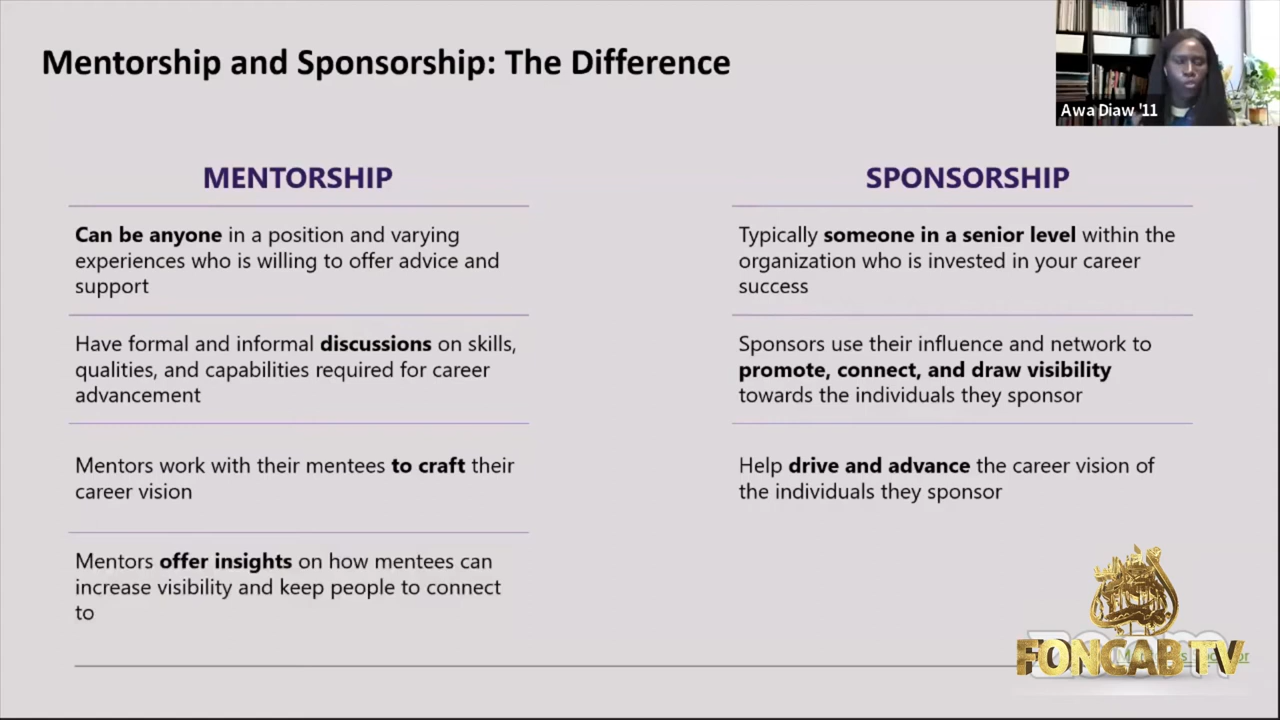 Mentorship and Sponsorship: The Difference
Awa Diaw '11
MENTORSHIP
Can be anyone in a position and varying
experiences who is willing to offer advice and
support
Have formal and informal discussions on skills,
qualities, and capabilities required for career
advancement
Mentors work with their mentees to craft their
career vision
Mentors offer insights on how mentees can
increase visibility and keep people to connect
to
SPONSORSHIP
Typically someone in a senior level within the
organization who is invested in your career
success
Sponsors use their influence and network to
promote, connect, and draw visibility
towards the individuals they sponsor
Help drive and advance the career vision of
the individuals they sponsor
FONCAB TV